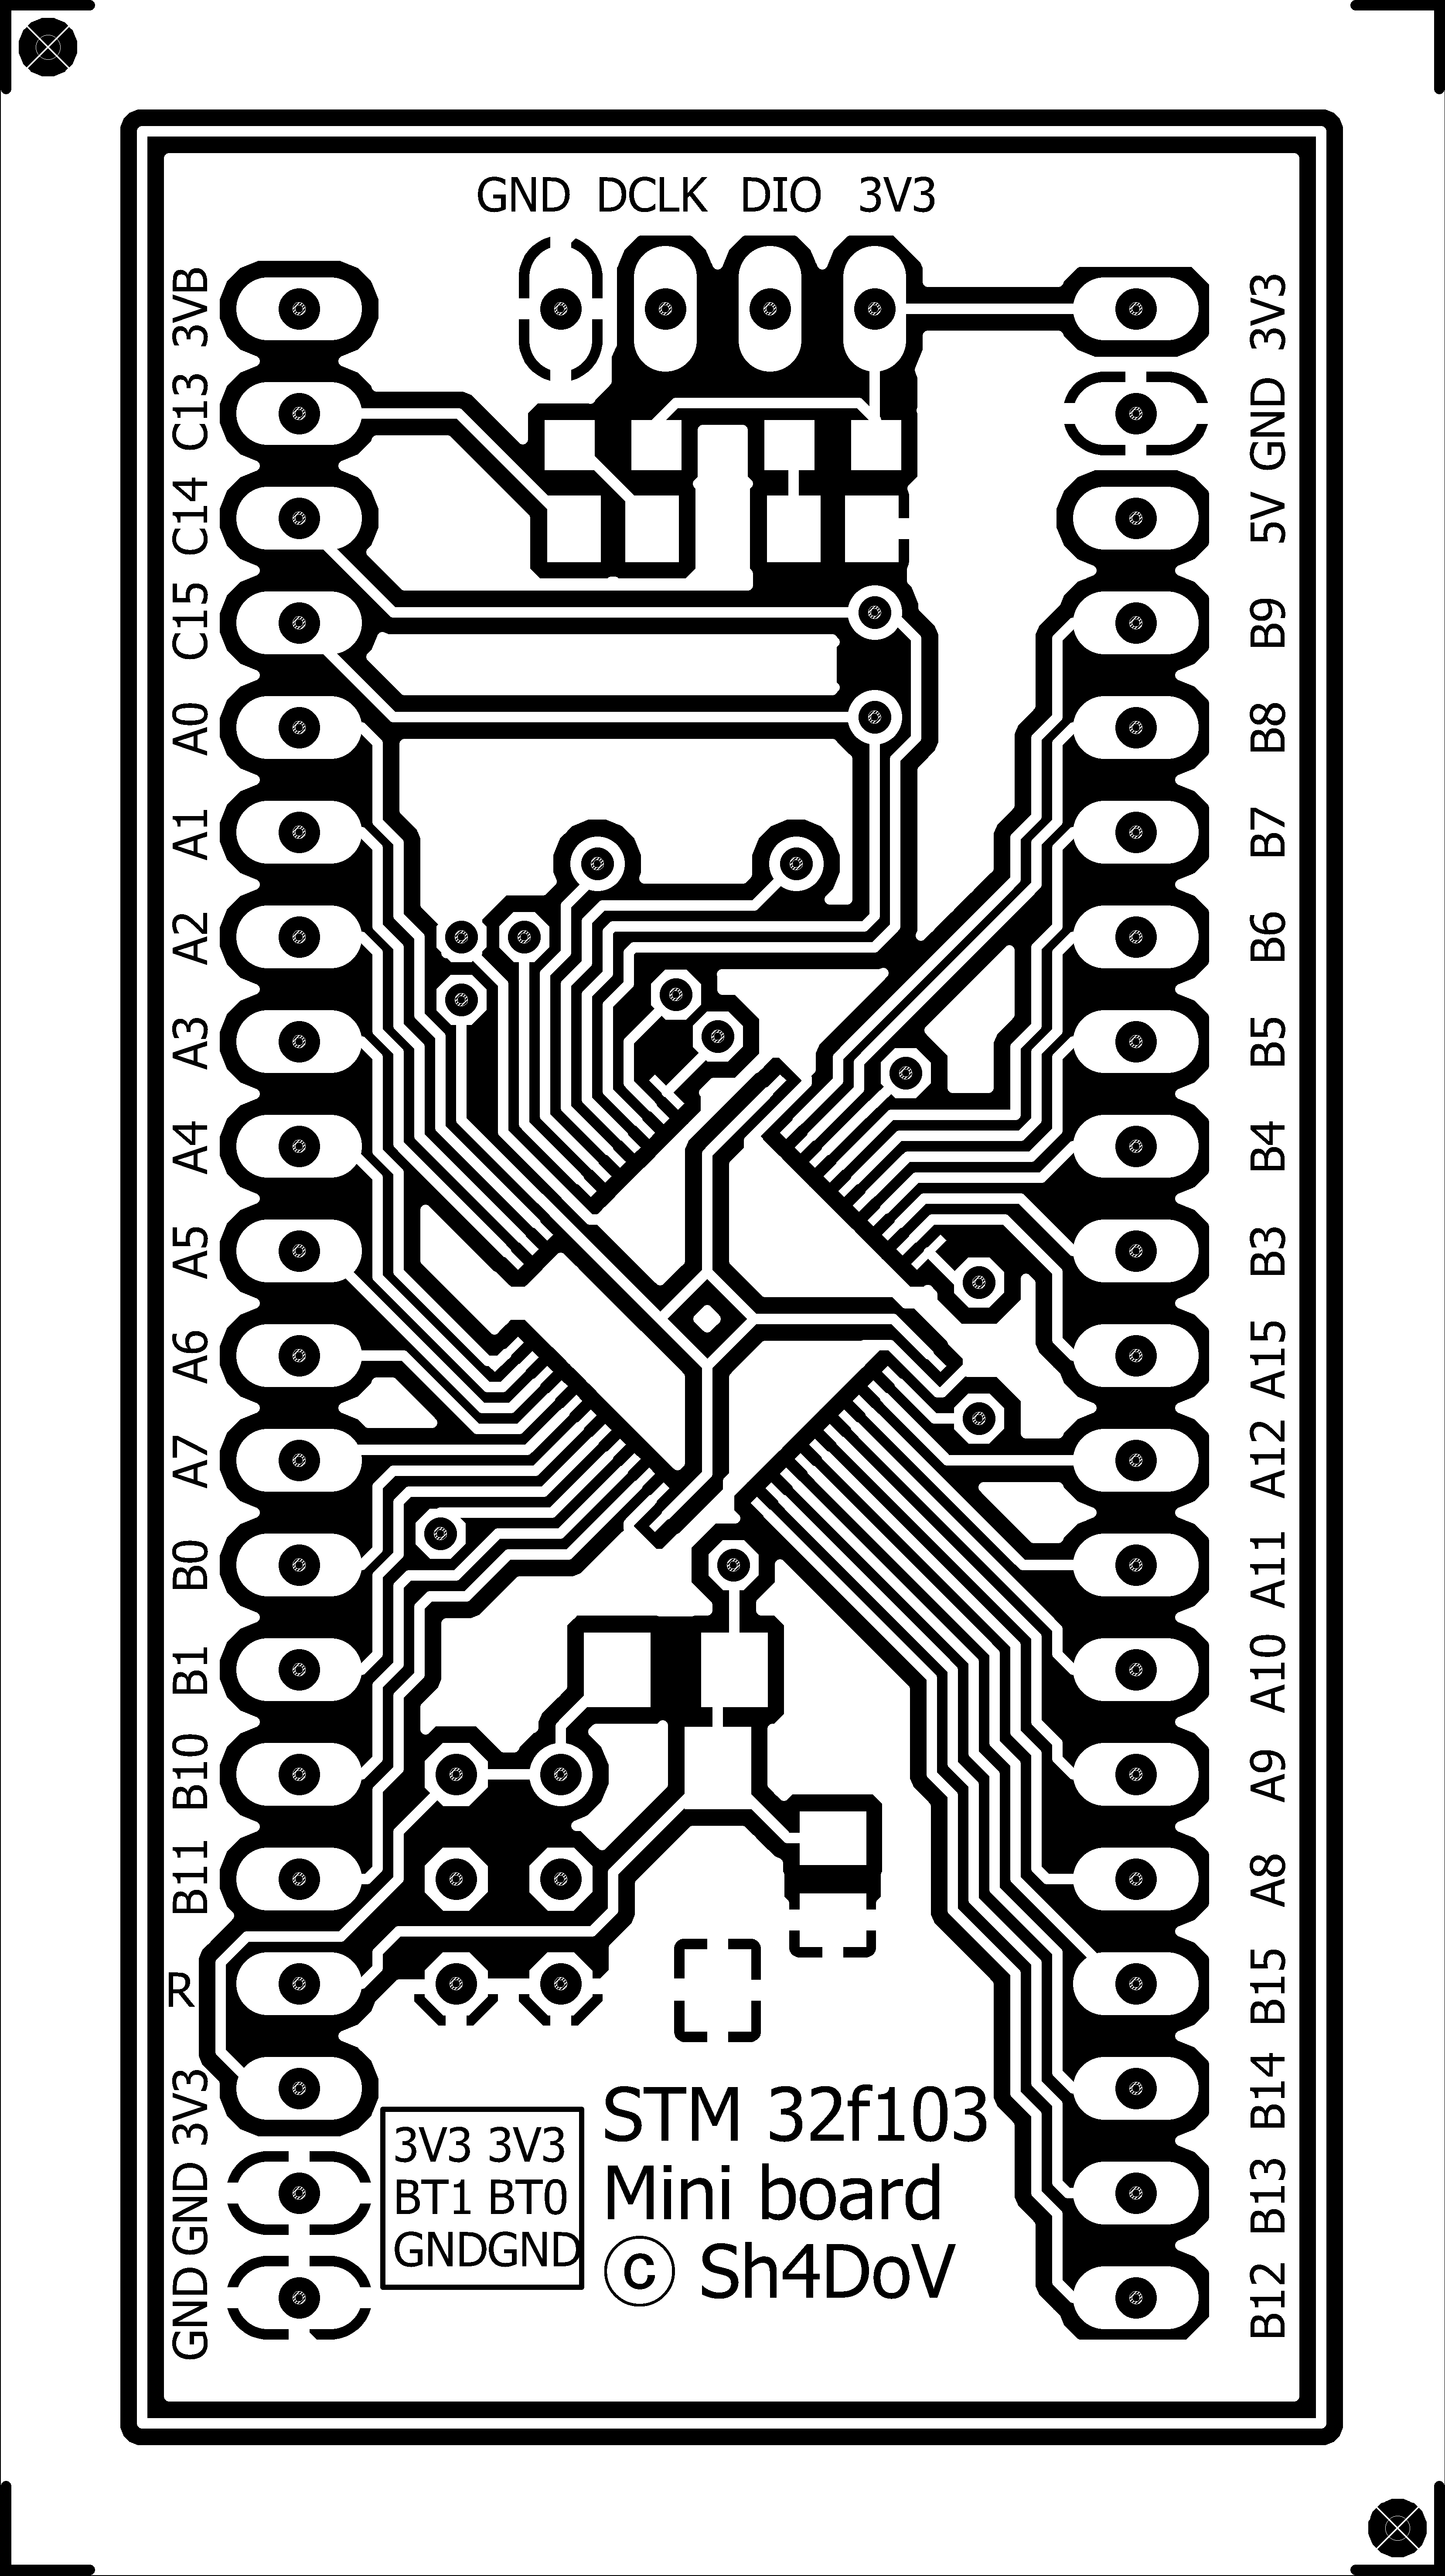 GND DCLK DIO 3V3
3VB
C13
C14
C15
A0
A1
A2
A3
A4
A5
A6
A7
B0
B1
B10
B11
R
3V3
GND
GND
3V3
GND
5V
B9
B8
B7
B6
B5
B4
B3
A15
A12
A11
A10
A9
A8
B15
B14
B13
B12
3V3 3V3
BT1 BT0
GNDGND
STM 32f103
Mini board
© Sh4DoV